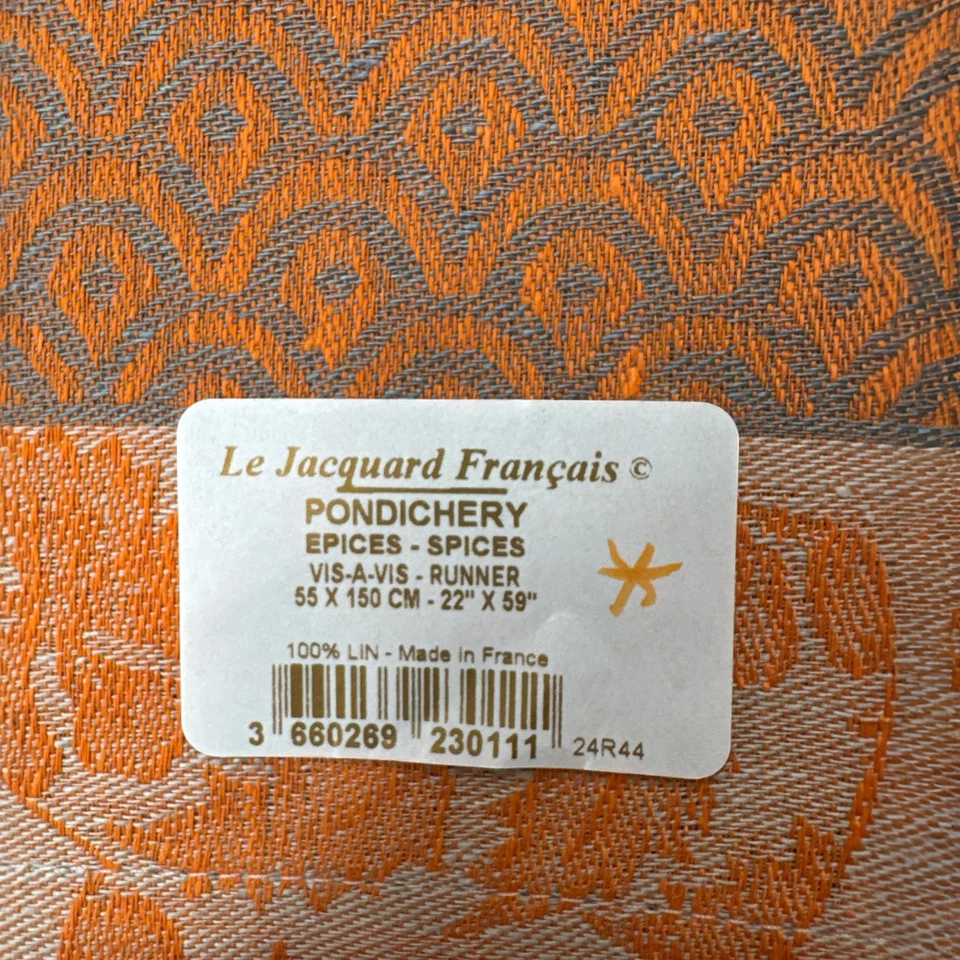 Le Jacquard Français ©
PONDICHERY
EPICES - SPICES
VIS-A-VIS - RUNNER
55 X 150 CM - 22" X 59"
100% LIN - Made in France
3 660269 230111 24R44